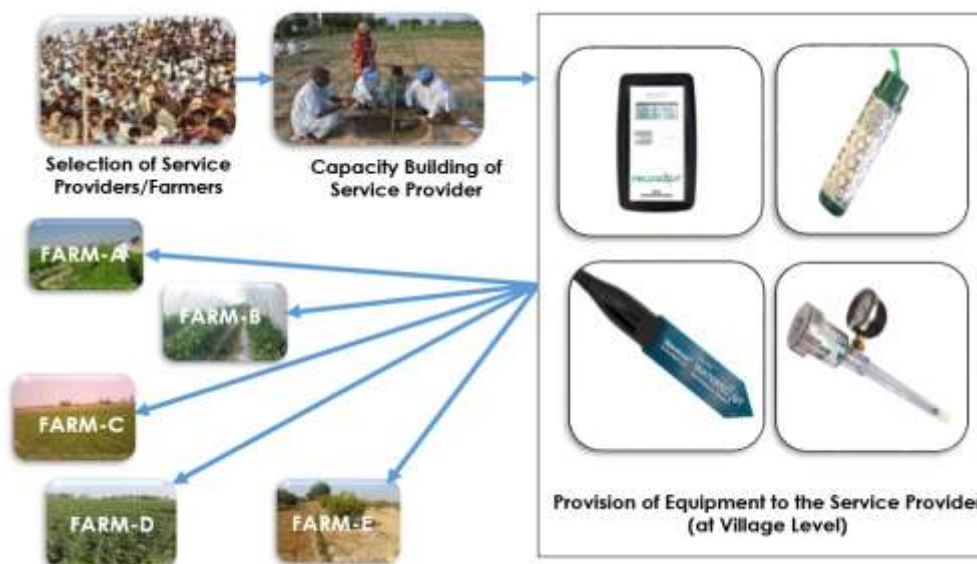 Selection of Service
Providers/Farmers
Capacity Building of
Service Provider
FARM-A
FARM-B
FARM-C
FARM-D
FARM-E
Provision of Equipment to the Service Provider
(at Village Level)